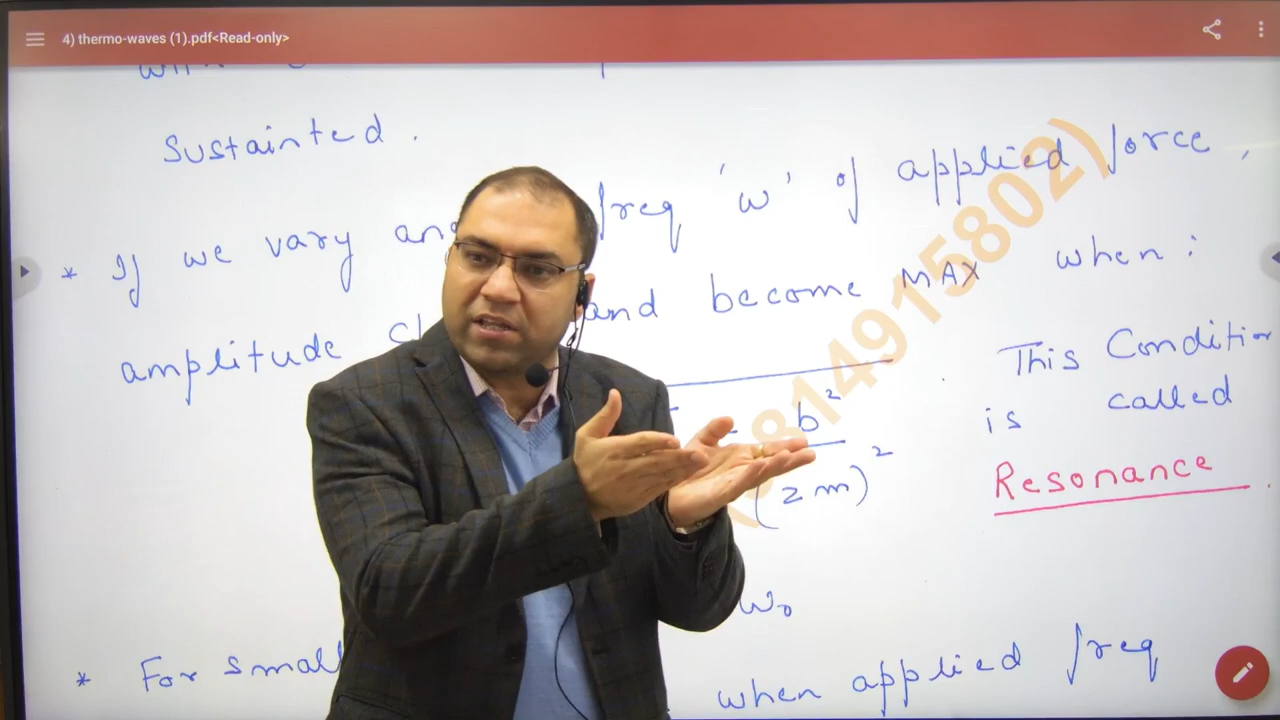 4) thermo-waves (1).pdf<Read-only>
Sustainted.
* If we vary freq 'w' of applied force,
amplitude and become MAX when:
b²
(2m)²
This Condition
is called
Resonance.
w₀
* For small when applied freq
(9814915802)